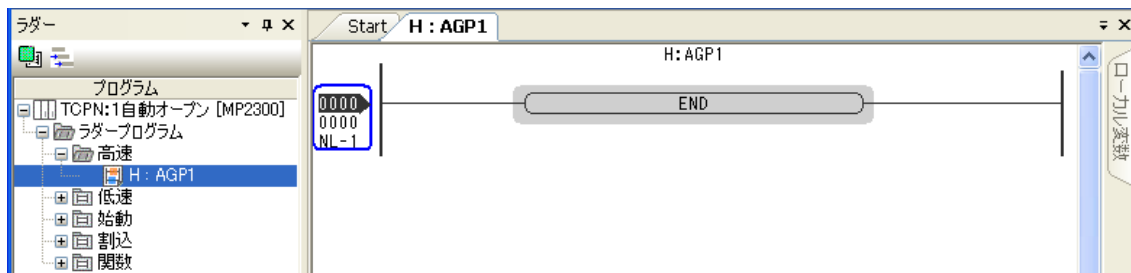 ラダー
プログラム
TCPN:1自動オープン [MP2300]
ラダープログラム
高速
H : AGP1
低速
始動
割込
関数
Start
H : AGP1
H:AGP1
0000
0000
NL-1
END
ローカル変数